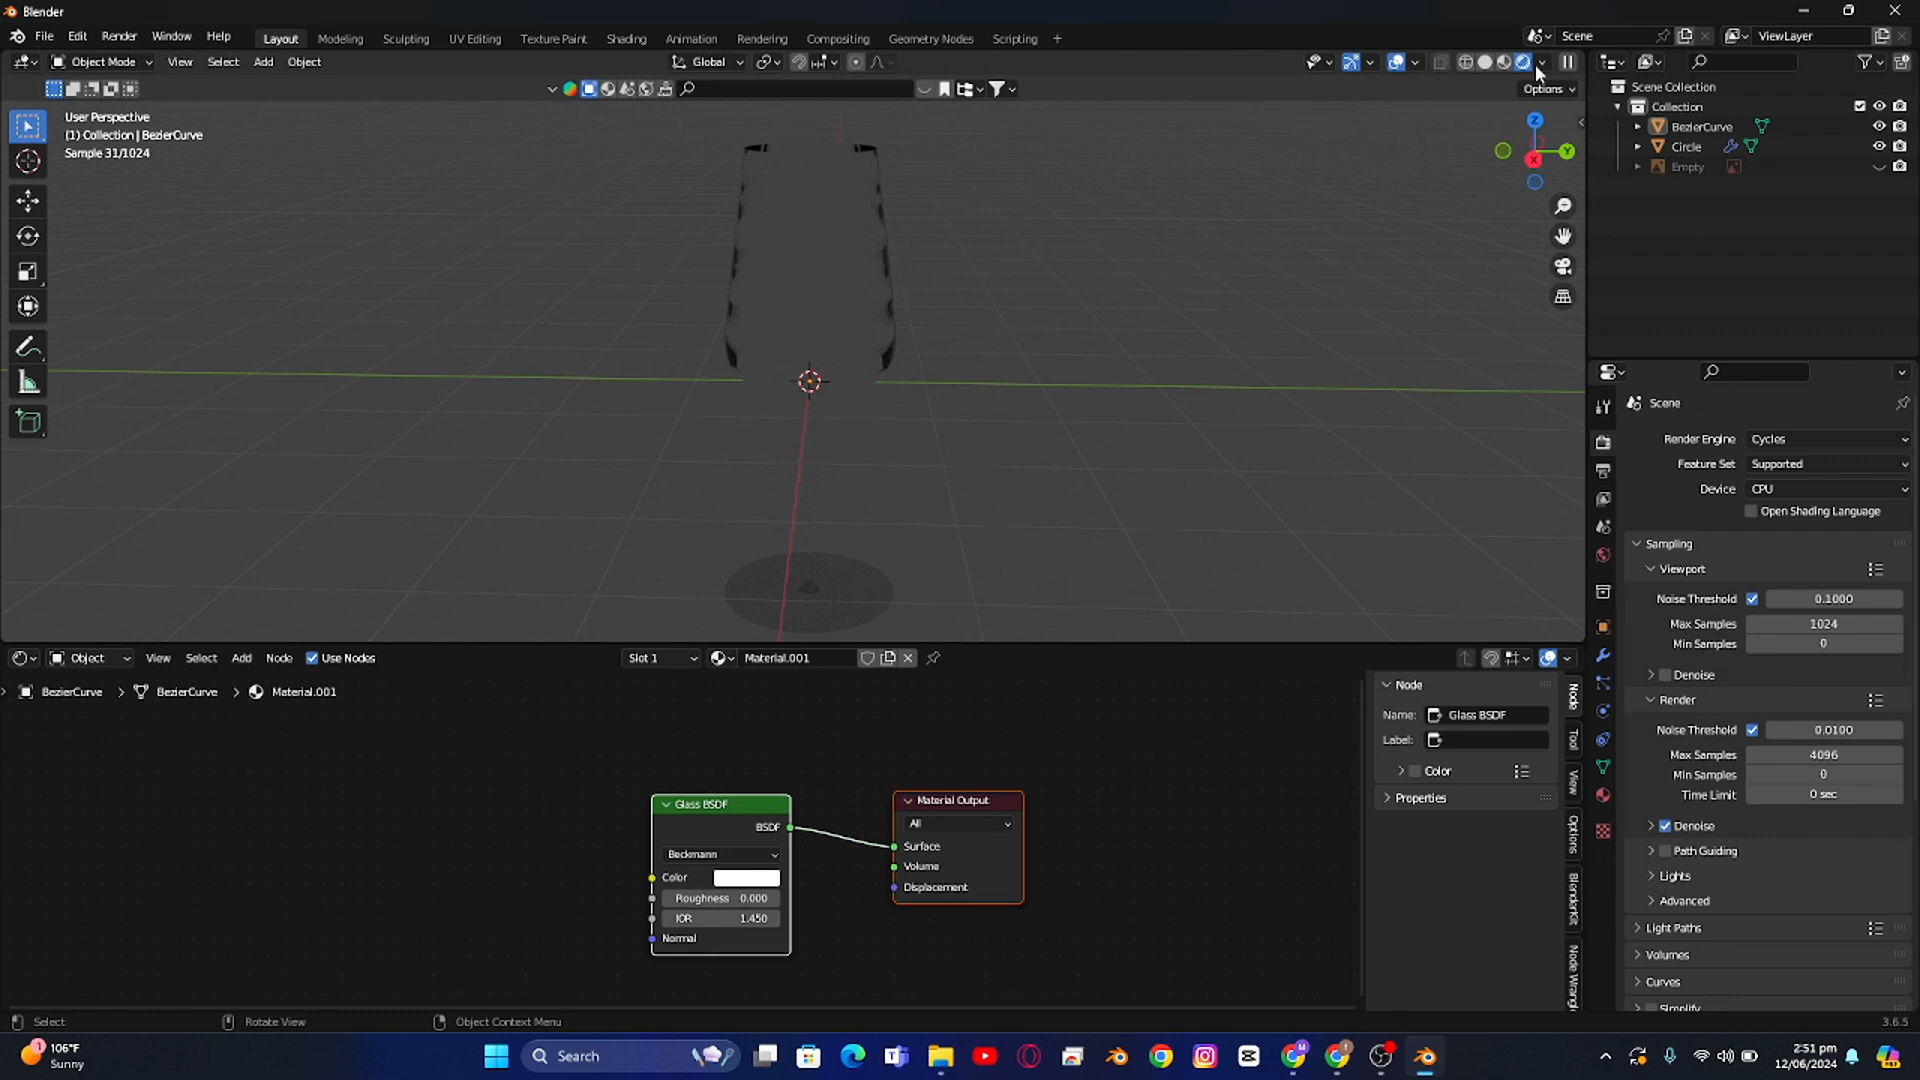 Blender
File Edit Render Window Help
Layout Modeling Sculpting UV Editing Texture Paint Shading Animation Rendering Compositing Geometry Nodes Scripting +
Scene
ViewLayer
Object Mode View Select Add Object
Global
Options
User Perspective
(1) Collection | BezierCurve
Sample 31/1024
Z
Y
X
Scene Collection
Collection
BezierCurve
Circle
Empty
Scene
Render Engine Cycles
Feature Set Supported
Device CPU
Open Shading Language
Sampling
Viewport
Noise Threshold 0.1000
Max Samples 1024
Min Samples 0
Denoise
Render
Noise Threshold 0.0100
Max Samples 4096
Min Samples 0
Time Limit 0 sec
Denoise
Path Guiding
Lights
Advanced
Light Paths
Volumes
Curves
Simplify
Object View Select Add Node Use Nodes
Slot 1
Material.001
BezierCurve > BezierCurve > Material.001
Glass BSDF
BSDF
Beckmann
Color
Roughness 0.000
IOR 1.450
Normal
Material Output
All
Surface
Volume
Displacement
Node
Name: Glass BSDF
Label:
Color
Properties
Node
Tool
View
Options
BlenderKit
Node Wrangl
Select
Rotate View
Object Context Menu
3.6.5
106°F
Sunny
Search
2:51 pm
12/06/2024